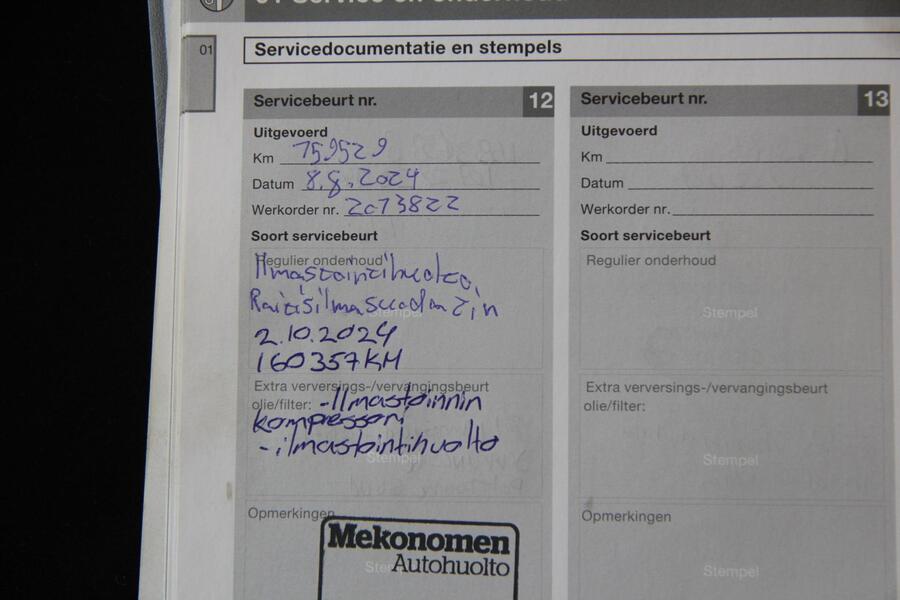 01
Servicedocumentatie en stempels
Servicebeurt nr. 12
Uitgevoerd
Km 159529
Datum 8.8.2024
Werkorder nr. 2073822
Soort servicebeurt
Regulier onderhoud
Ilmastointihuolto,
Raitisilmasuodatin
Stempel
2.10.2024
160357KM
Extra verversings-/vervangingsbeurt
olie/filter: -Ilmastoinnin
kompressori
-ilmastointihuolto
Stempel
Opmerkingen
Mekonomen
Autohuolto
Servicebeurt nr. 13
Uitgevoerd
Km
Datum
Werkorder nr.
Soort servicebeurt
Regulier onderhoud
Stempel
Extra verversings-/vervangingsbeurt
olie/filter:
Stempel
Opmerkingen
Stempel